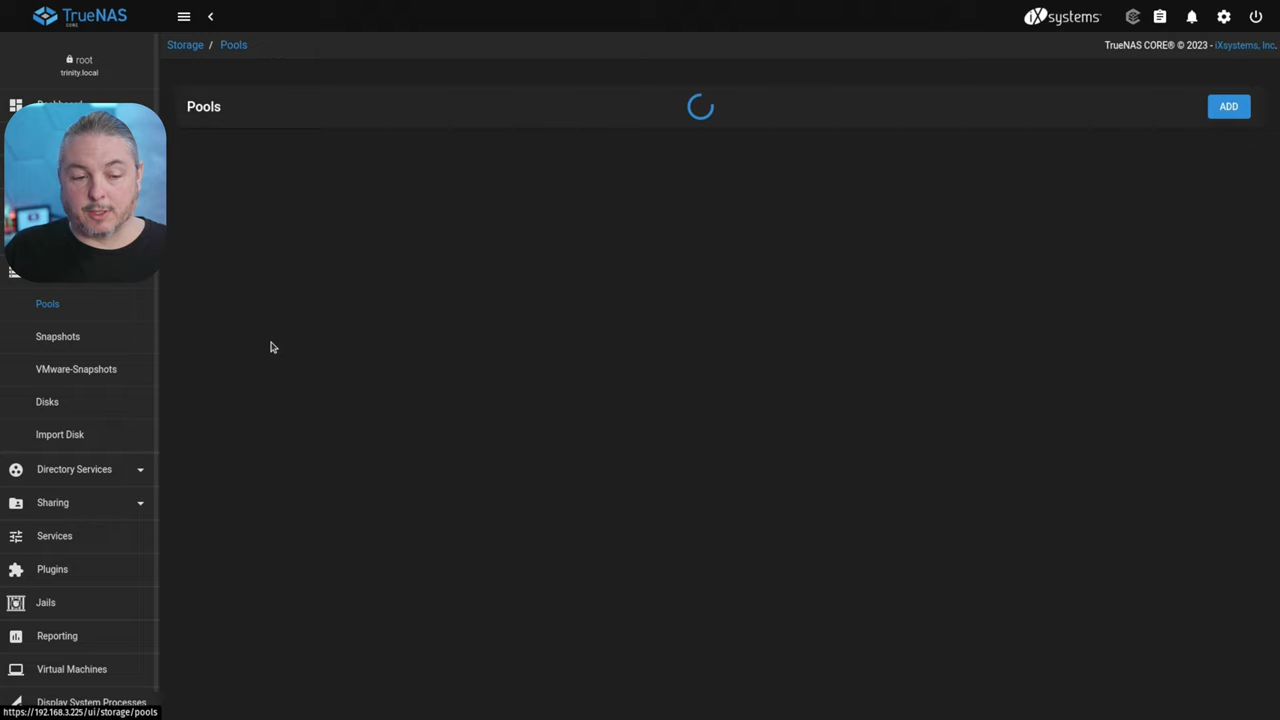 TrueNAS
CORE
iXsystems
Storage / Pools
TrueNAS CORE® © 2023 - iXsystems, Inc.
root
trinity.local
Pools
ADD
Pools
Snapshots
VMware-Snapshots
Disks
Import Disk
Directory Services
Sharing
Services
Plugins
Jails
Reporting
Virtual Machines
Display System Processes
https://192.168.3.225/ui/storage/pools